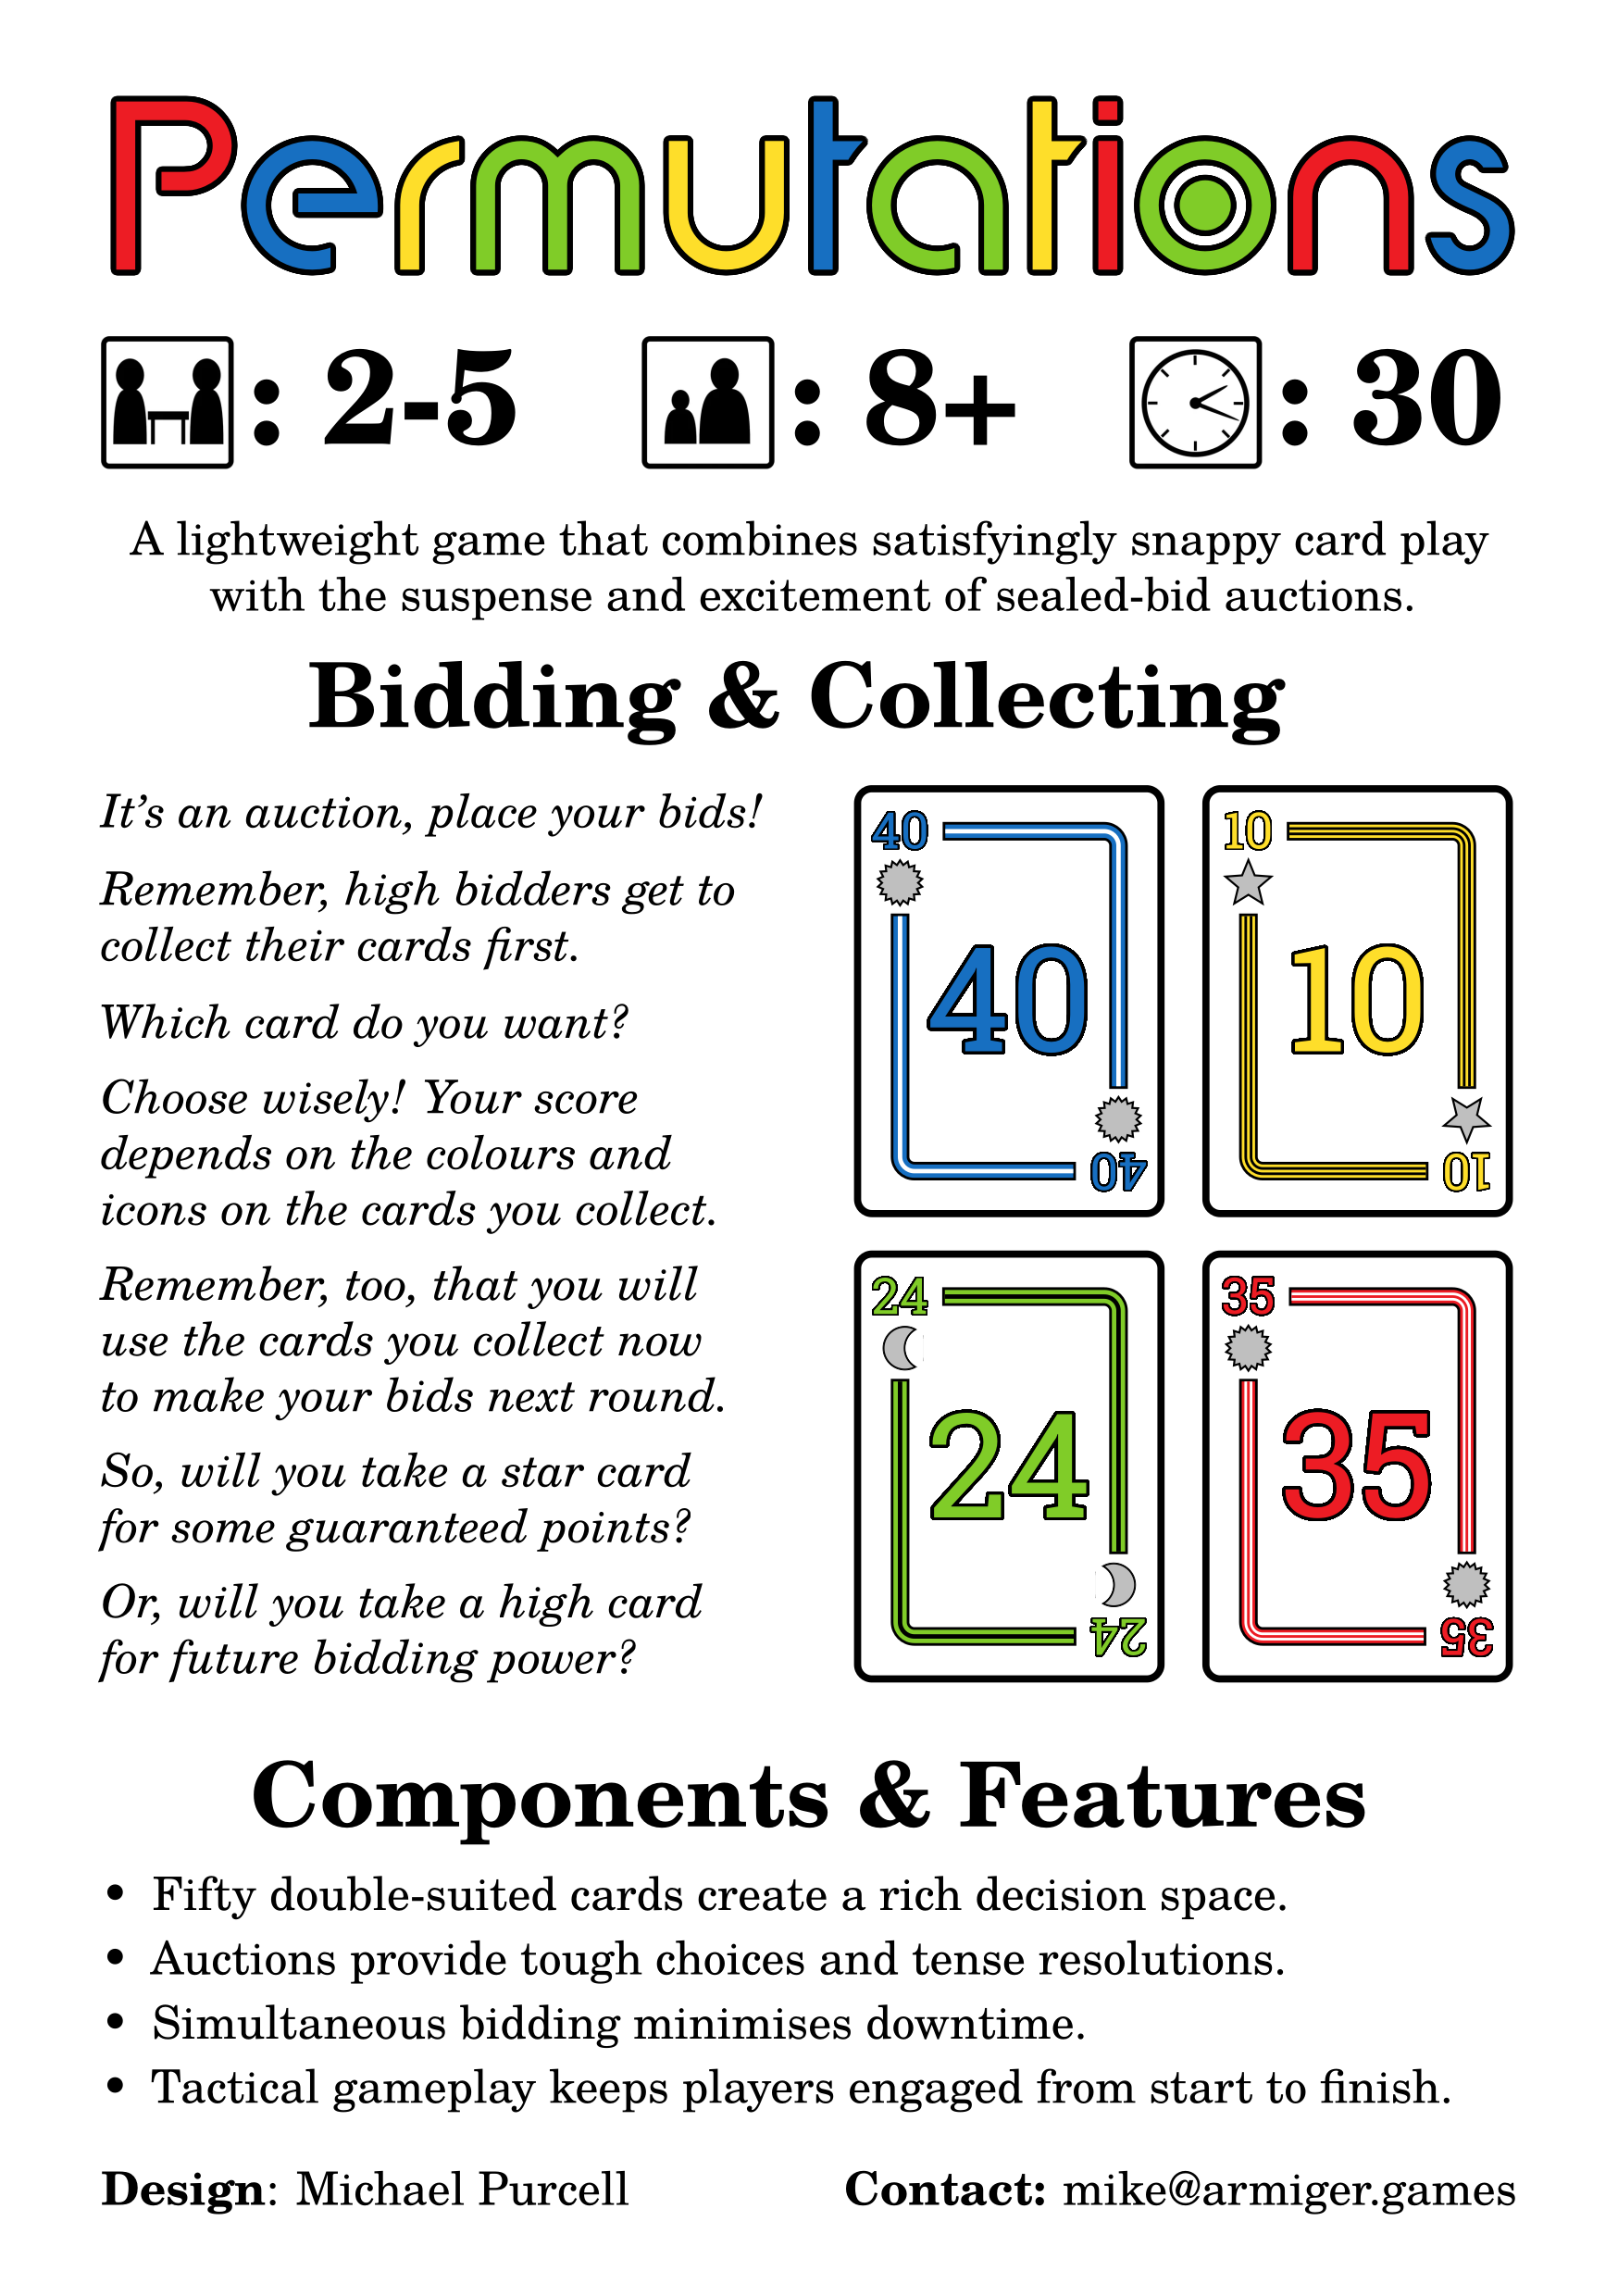 Permutations
: 2-5 : 8+ : 30
A lightweight game that combines satisfyingly snappy card play
with the suspense and excitement of sealed-bid auctions.
Bidding & Collecting
It’s an auction, place your bids!
Remember, high bidders get to
collect their cards first.
Which card do you want?
Choose wisely! Your score
depends on the colours and
icons on the cards you collect.
Remember, too, that you will
use the cards you collect now
to make your bids next round.
So, will you take a star card
for some guaranteed points?
Or, will you take a high card
for future bidding power?
40
40
40
10
10
10
24
24
24
35
35
35
Components & Features
• Fifty double-suited cards create a rich decision space.
• Auctions provide tough choices and tense resolutions.
• Simultaneous bidding minimises downtime.
• Tactical gameplay keeps players engaged from start to finish.
Design: Michael Purcell
Contact: mike@armiger.games